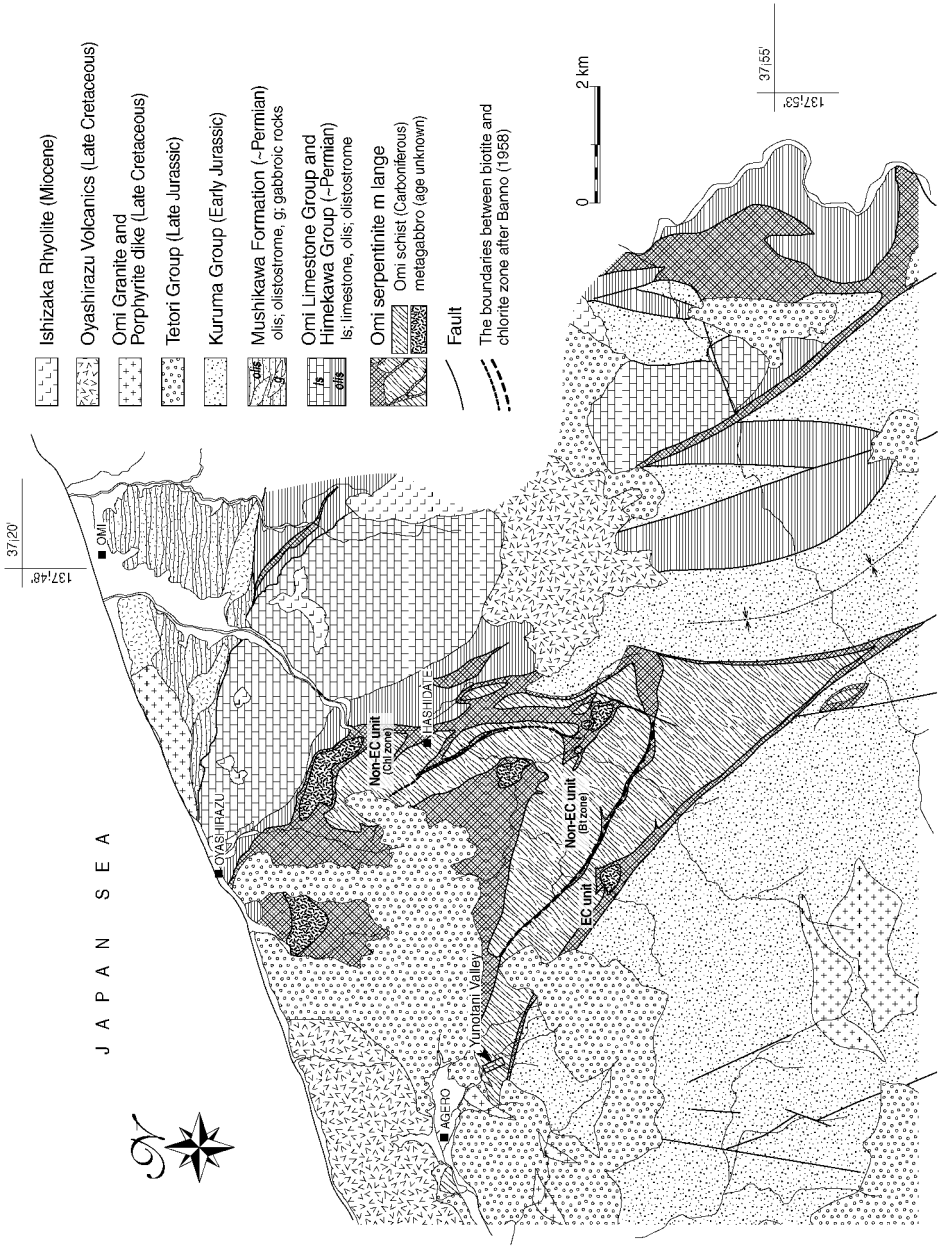 JAPAN SEA
N
37¡20'
137¡48'
OMI
OYASHIRAZU
HASHIDATE
Non-EC unit
(Chl zone)
Non-EC unit
(Bt zone)
EC unit
Yunotani Valley
AGERO
Ishizaka Rhyolite (Miocene)
Oyashirazu Volcanics (Late Cretaceous)
Omi Granite and
Porphyrite dike (Late Cretaceous)
Tetori Group (Late Jurassic)
Kuruma Group (Early Jurassic)
olis
g
Mushikawa Formation (~Permian)
olis; olistostrome, g; gabbroic rocks
ls
olis
Omi Limestone Group and
Himekawa Group (~Permian)
ls; limestone, olis; olistostrome
Omi serpentinite m lange
Omi schist (Carboniferous)
metagabbro (age unknown)
Fault
The boundaries between biotite and
chlorite zone after Banno (1958)
0 2 km
37¡55'
137¡53'